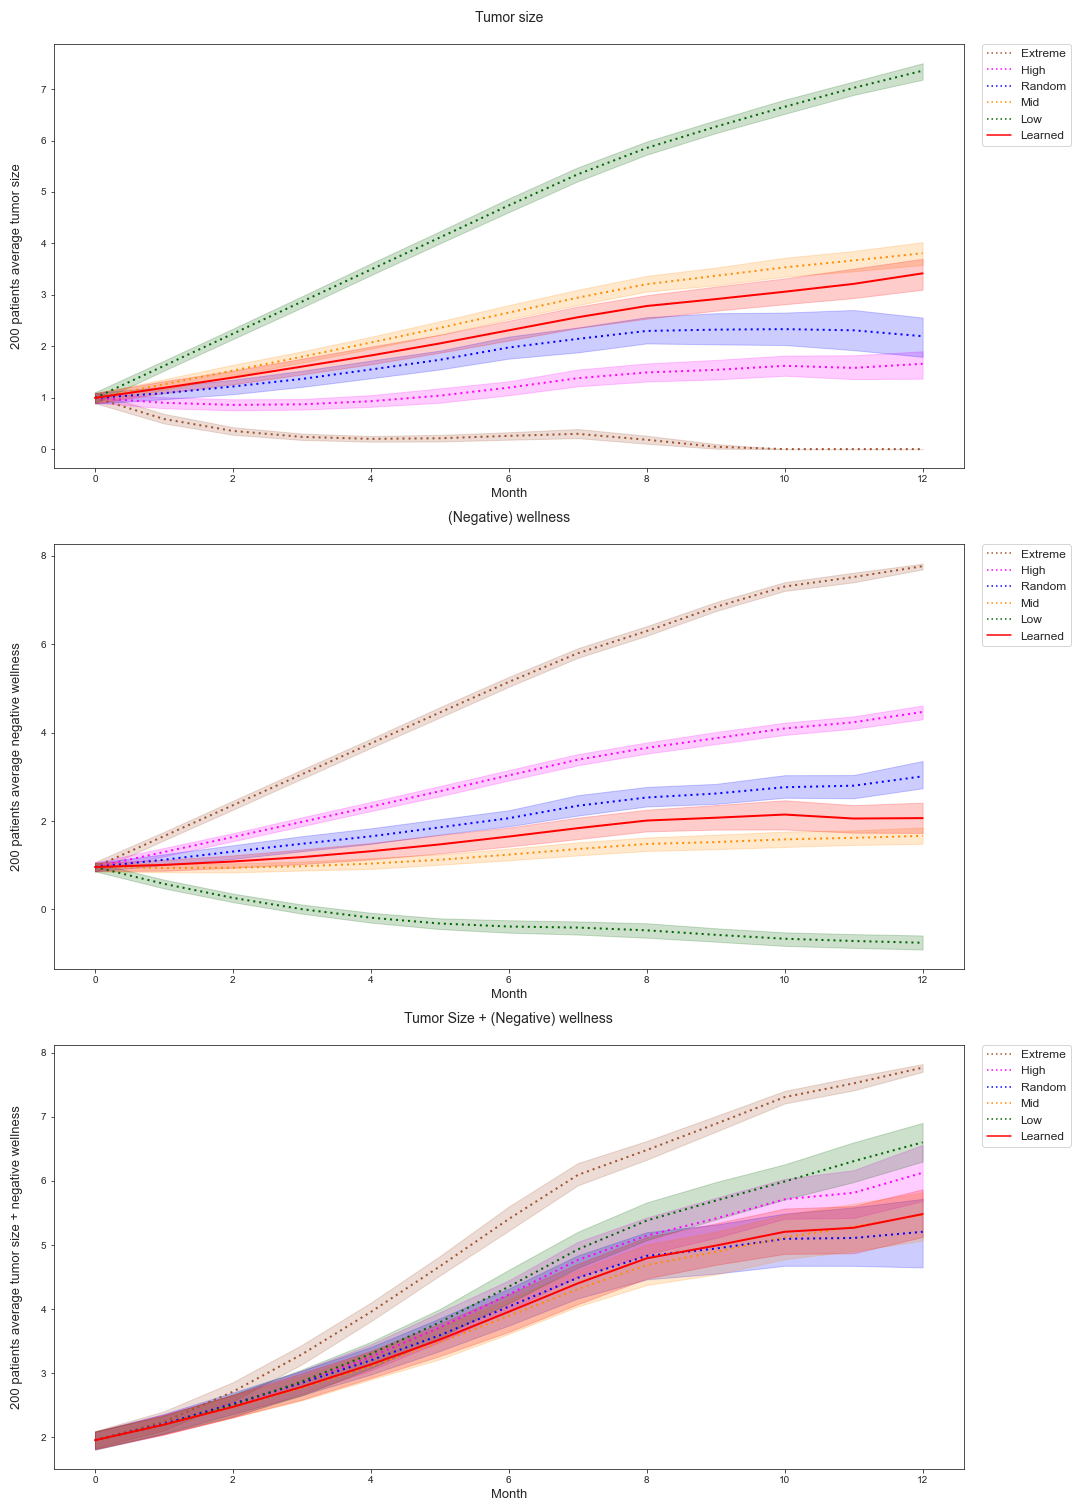 Tumor size
200 patients average tumor size
7
6
5
4
3
2
1
0
0 2 4 6 8 10 12
Month
Extreme
High
Random
Mid
Low
Learned
(Negative) wellness
200 patients average negative wellness
8
6
4
2
0
0 2 4 6 8 10 12
Month
Extreme
High
Random
Mid
Low
Learned
Tumor Size + (Negative) wellness
200 patients average tumor size + negative wellness
8
7
6
5
4
3
2
0 2 4 6 8 10 12
Month
Extreme
High
Random
Mid
Low
Learned